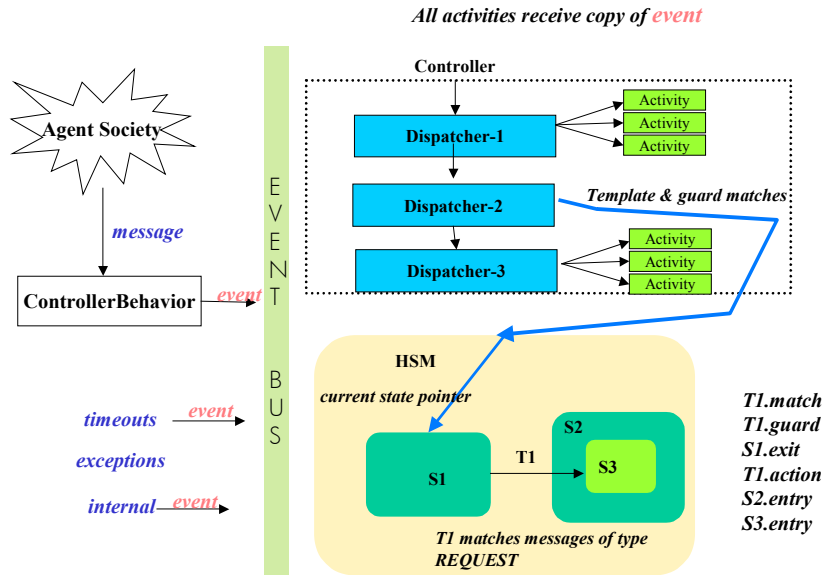 All activities receive copy of event
Controller
Activity
Activity
Activity
Agent Society
Dispatcher-1
EVENT BUS
Template & guard matches
Dispatcher-2
message
Activity
Activity
Activity
Dispatcher-3
ControllerBehavior
event
HSM
current state pointer
timeouts
event
exceptions
internal
event
S1
T1
S2
S3
T1 matches messages of type
REQUEST
T1.match
T1.guard
S1.exit
T1.action
S2.entry
S3.entry